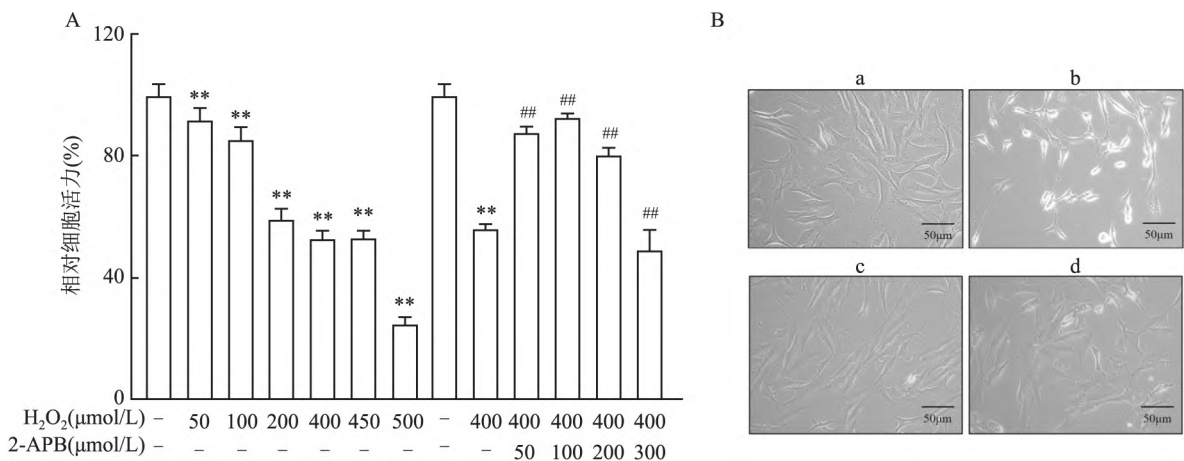 A
B
120
80
40
0
相对细胞活力(%)
** ** ** ** ** ** ** ## ## ## ##
H₂O₂(μmol/L) – 50 100 200 400 450 500 – 400 400 400 400 400
2-APB(μmol/L) – – – – – – – – – 50 100 200 300
a
b
50μm
50μm
c
d
50μm
50μm